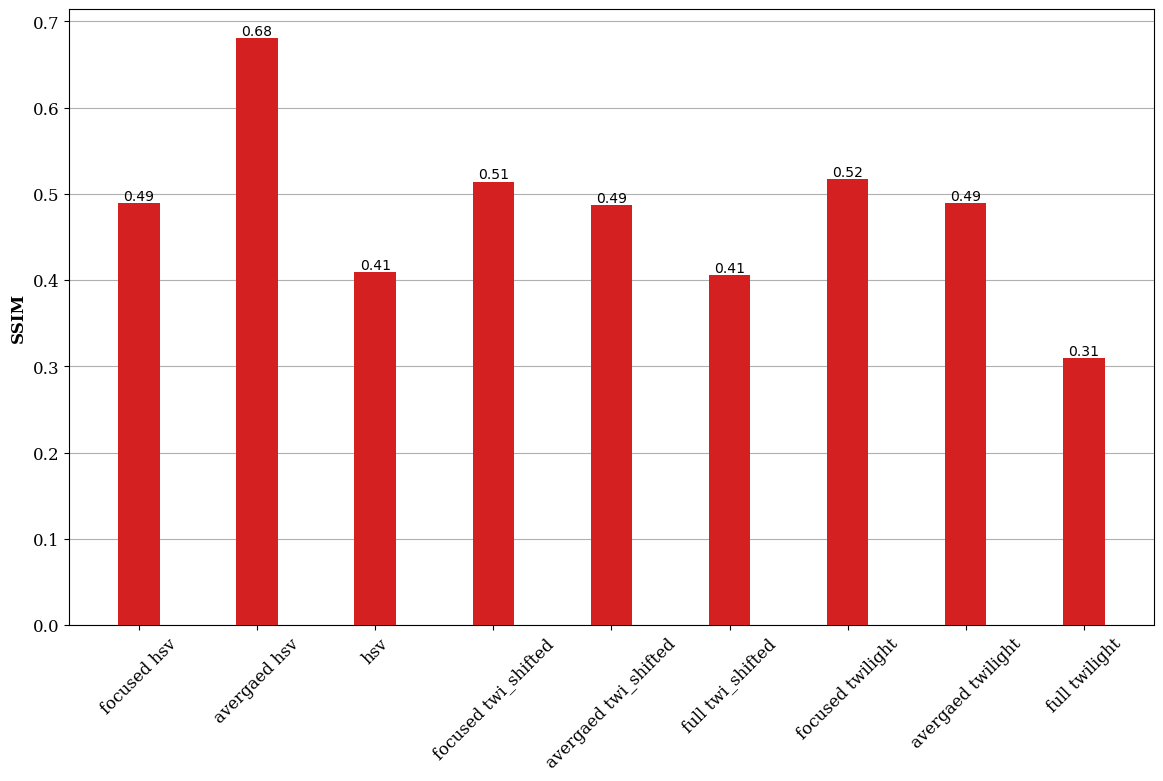 0.7
0.6
0.5
0.4
0.3
0.2
0.1
0.0
SSIM
0.49
0.68
0.41
0.51
0.49
0.41
0.52
0.49
0.31
focused hsv
avergaed hsv
hsv
focused twi_shifted
avergaed twi_shifted
full twi_shifted
focused twilight
avergaed twilight
full twilight